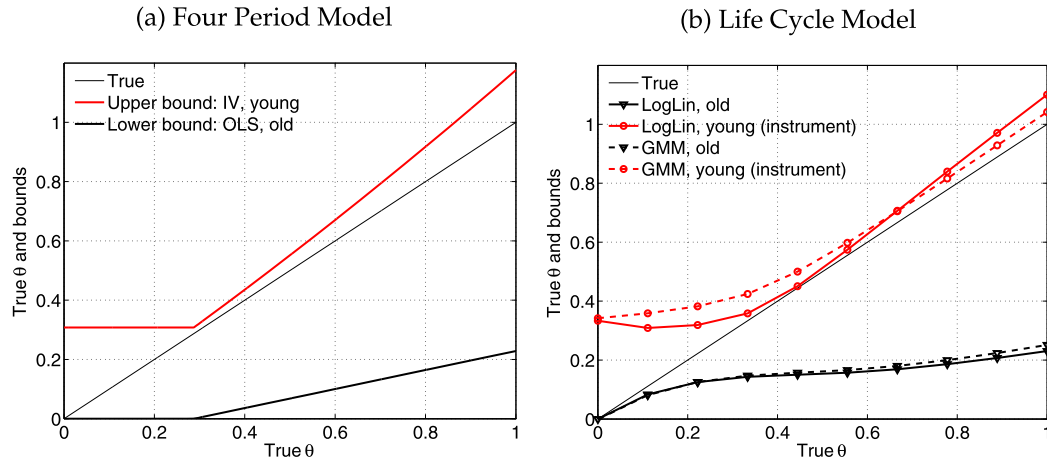 (a) Four Period Model
True
Upper bound: IV, young
Lower bound: OLS, old
1
0.8
0.6
0.4
0.2
0
True θ and bounds
0 0.2 0.4 0.6 0.8 1
True θ
(b) Life Cycle Model
True
LogLin, old
LogLin, young (instrument)
GMM, old
GMM, young (instrument)
1
0.8
0.6
0.4
0.2
0
True θ and bounds
0 0.2 0.4 0.6 0.8 1
True θ